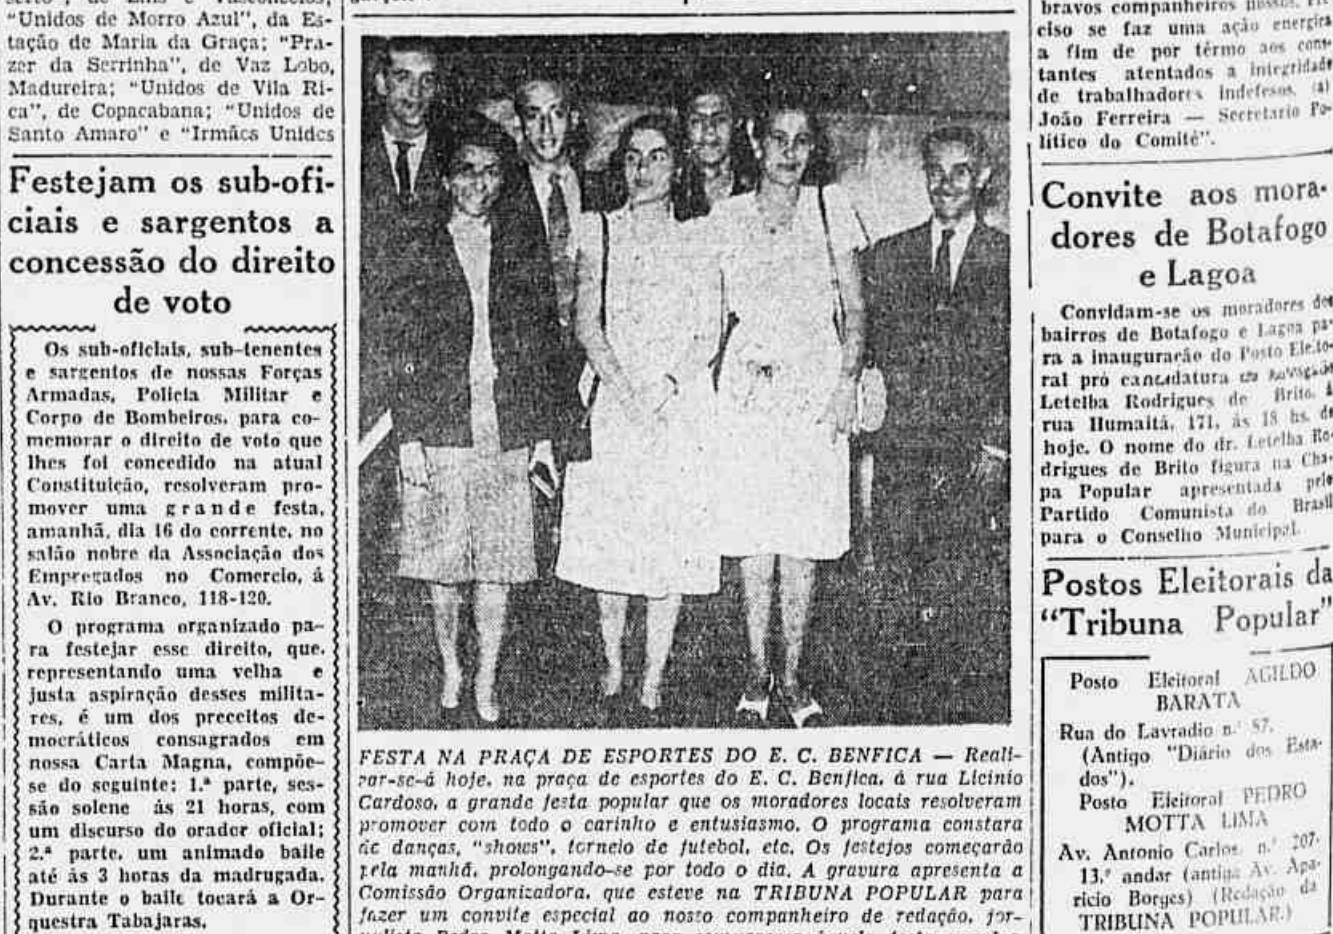 "Unidos de Morro Azul", da Es-
tação de Maria da Graça; "Pra-
zer da Serrinha", de Vaz Lobo,
Madureira; "Unidos de Vila Ri-
ca", de Copacabana; "Unidos de
Santo Amaro" e "Irmãos Unidos
Festejam os sub-ofi-
ciais e sargentos a
concessão do direito
de voto
Os sub-oficiais, sub-tenentes
e sargentos de nossas Forças
Armadas, Policia Militar e
Corpo de Bombeiros, para co-
memorar o direito de voto que
lhes foi concedido na atual
Constituição, resolveram pro-
mover uma grande festa,
amanhã, dia 16 do corrente, no
salão nobre da Associação dos
Empregados no Comercio, á
Av. Rio Branco, 118-120.
O programa organizado pa-
ra festejar esse direito, que,
representando uma velha e
justa aspiração desses milita-
res, é um dos preceitos de-
mocráticos consagrados em
nossa Carta Magna, compõe-
se do seguinte: 1.ª parte, ses-
são solene ás 21 horas, com
um discurso do orador oficial;
2.ª parte, um animado baile
até ás 3 horas da madrugada.
Durante o baile tocará a Or-
questra Tabajaras.
FESTA NA PRAÇA DE ESPORTES DO E. C. BENFICA — Reali-
zar-se-á hoje, na praça de esportes do E. C. Benfica, á rua Licinio
Cardoso, a grande festa popular que os moradores locais resolveram
promover com todo o carinho e entusiasmo. O programa constara
de danças, "shows", torneio de futebol, etc. Os festejos começarão
pela manhã, prolongando-se por todo o dia. A gravura apresenta a
Comissão Organizadora, que esteve na TRIBUNA POPULAR para
fazer um convite especial ao nosso companheiro de redação, jor-
nalista Pedro Motta Lima,
bravos companheiros nossos.
ciso se faz uma ação energica
a fim de por têrmo aos cons-
tantes atentados a integridade
de trabalhadores indefesos. (a)
João Ferreira — Secretario Po-
lítico do Comitê".
Convite aos mora-
dores de Botafogo
e Lagoa
Convidam-se os moradores dos
bairros de Botafogo e Lagoa pa-
ra a inauguração do Posto Eleito-
ral pró candidatura do Advogado
Letelba Rodrigues de Brito, á
rua Humaitá, 171, ás 18 hs. de
hoje. O nome do dr. Letelba Ro-
drigues de Brito figura na Cha-
pa Popular apresentada pelo
Partido Comunista do Brasil
para o Conselho Municipal.
Postos Eleitorais da
"Tribuna Popular"
Posto Eleitoral AGILDO
BARATA
Rua do Lavradio n.º 87.
(Antigo "Diário dos Esta-
dos").
Posto Eleitoral PEDRO
MOTTA LIMA
Av. Antonio Carlos, n.º 207-
13.º andar (antiga Av. Apa-
ricio Borges) (Redação da
TRIBUNA POPULAR.)